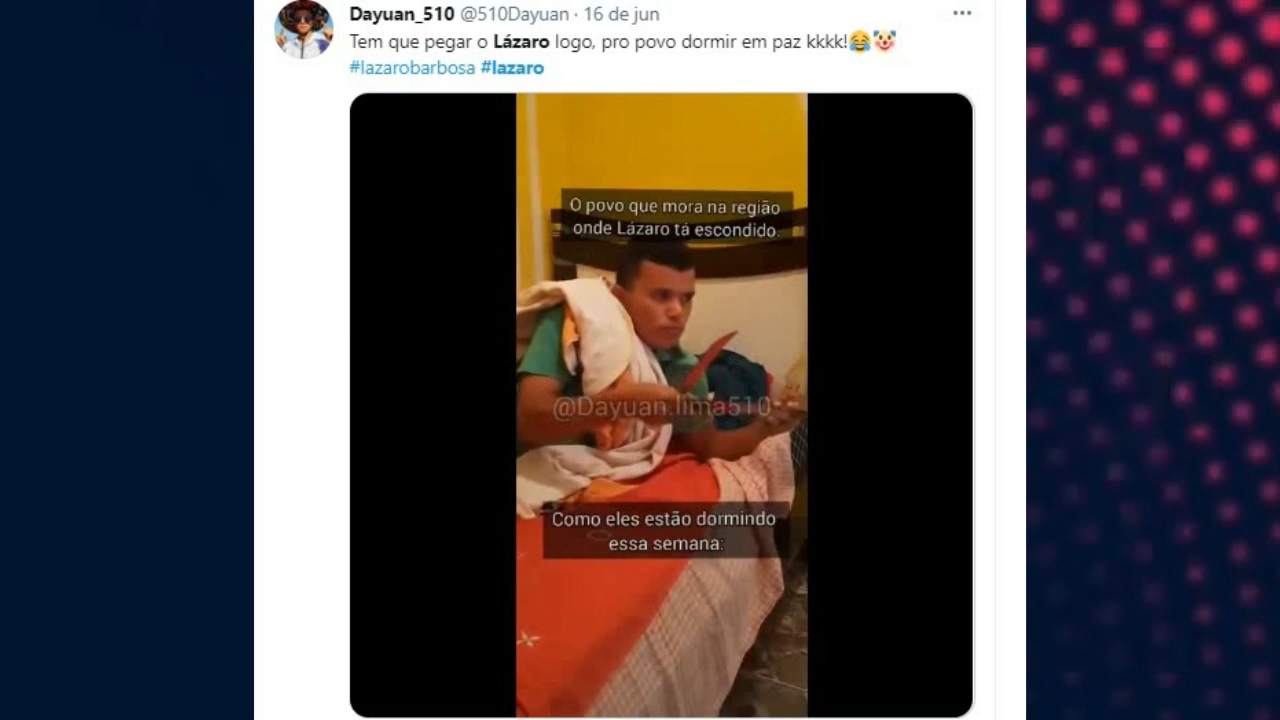 Dayuan_510 @510Dayuan · 16 de jun
Tem que pegar o Lázaro logo, pro povo dormir em paz kkkk!😂🤡
#lazarobarbosa #lazaro
O povo que mora na região
onde Lázaro tá escondido.
@Dayuan.lima510
Como eles estão dormindo
essa semana: